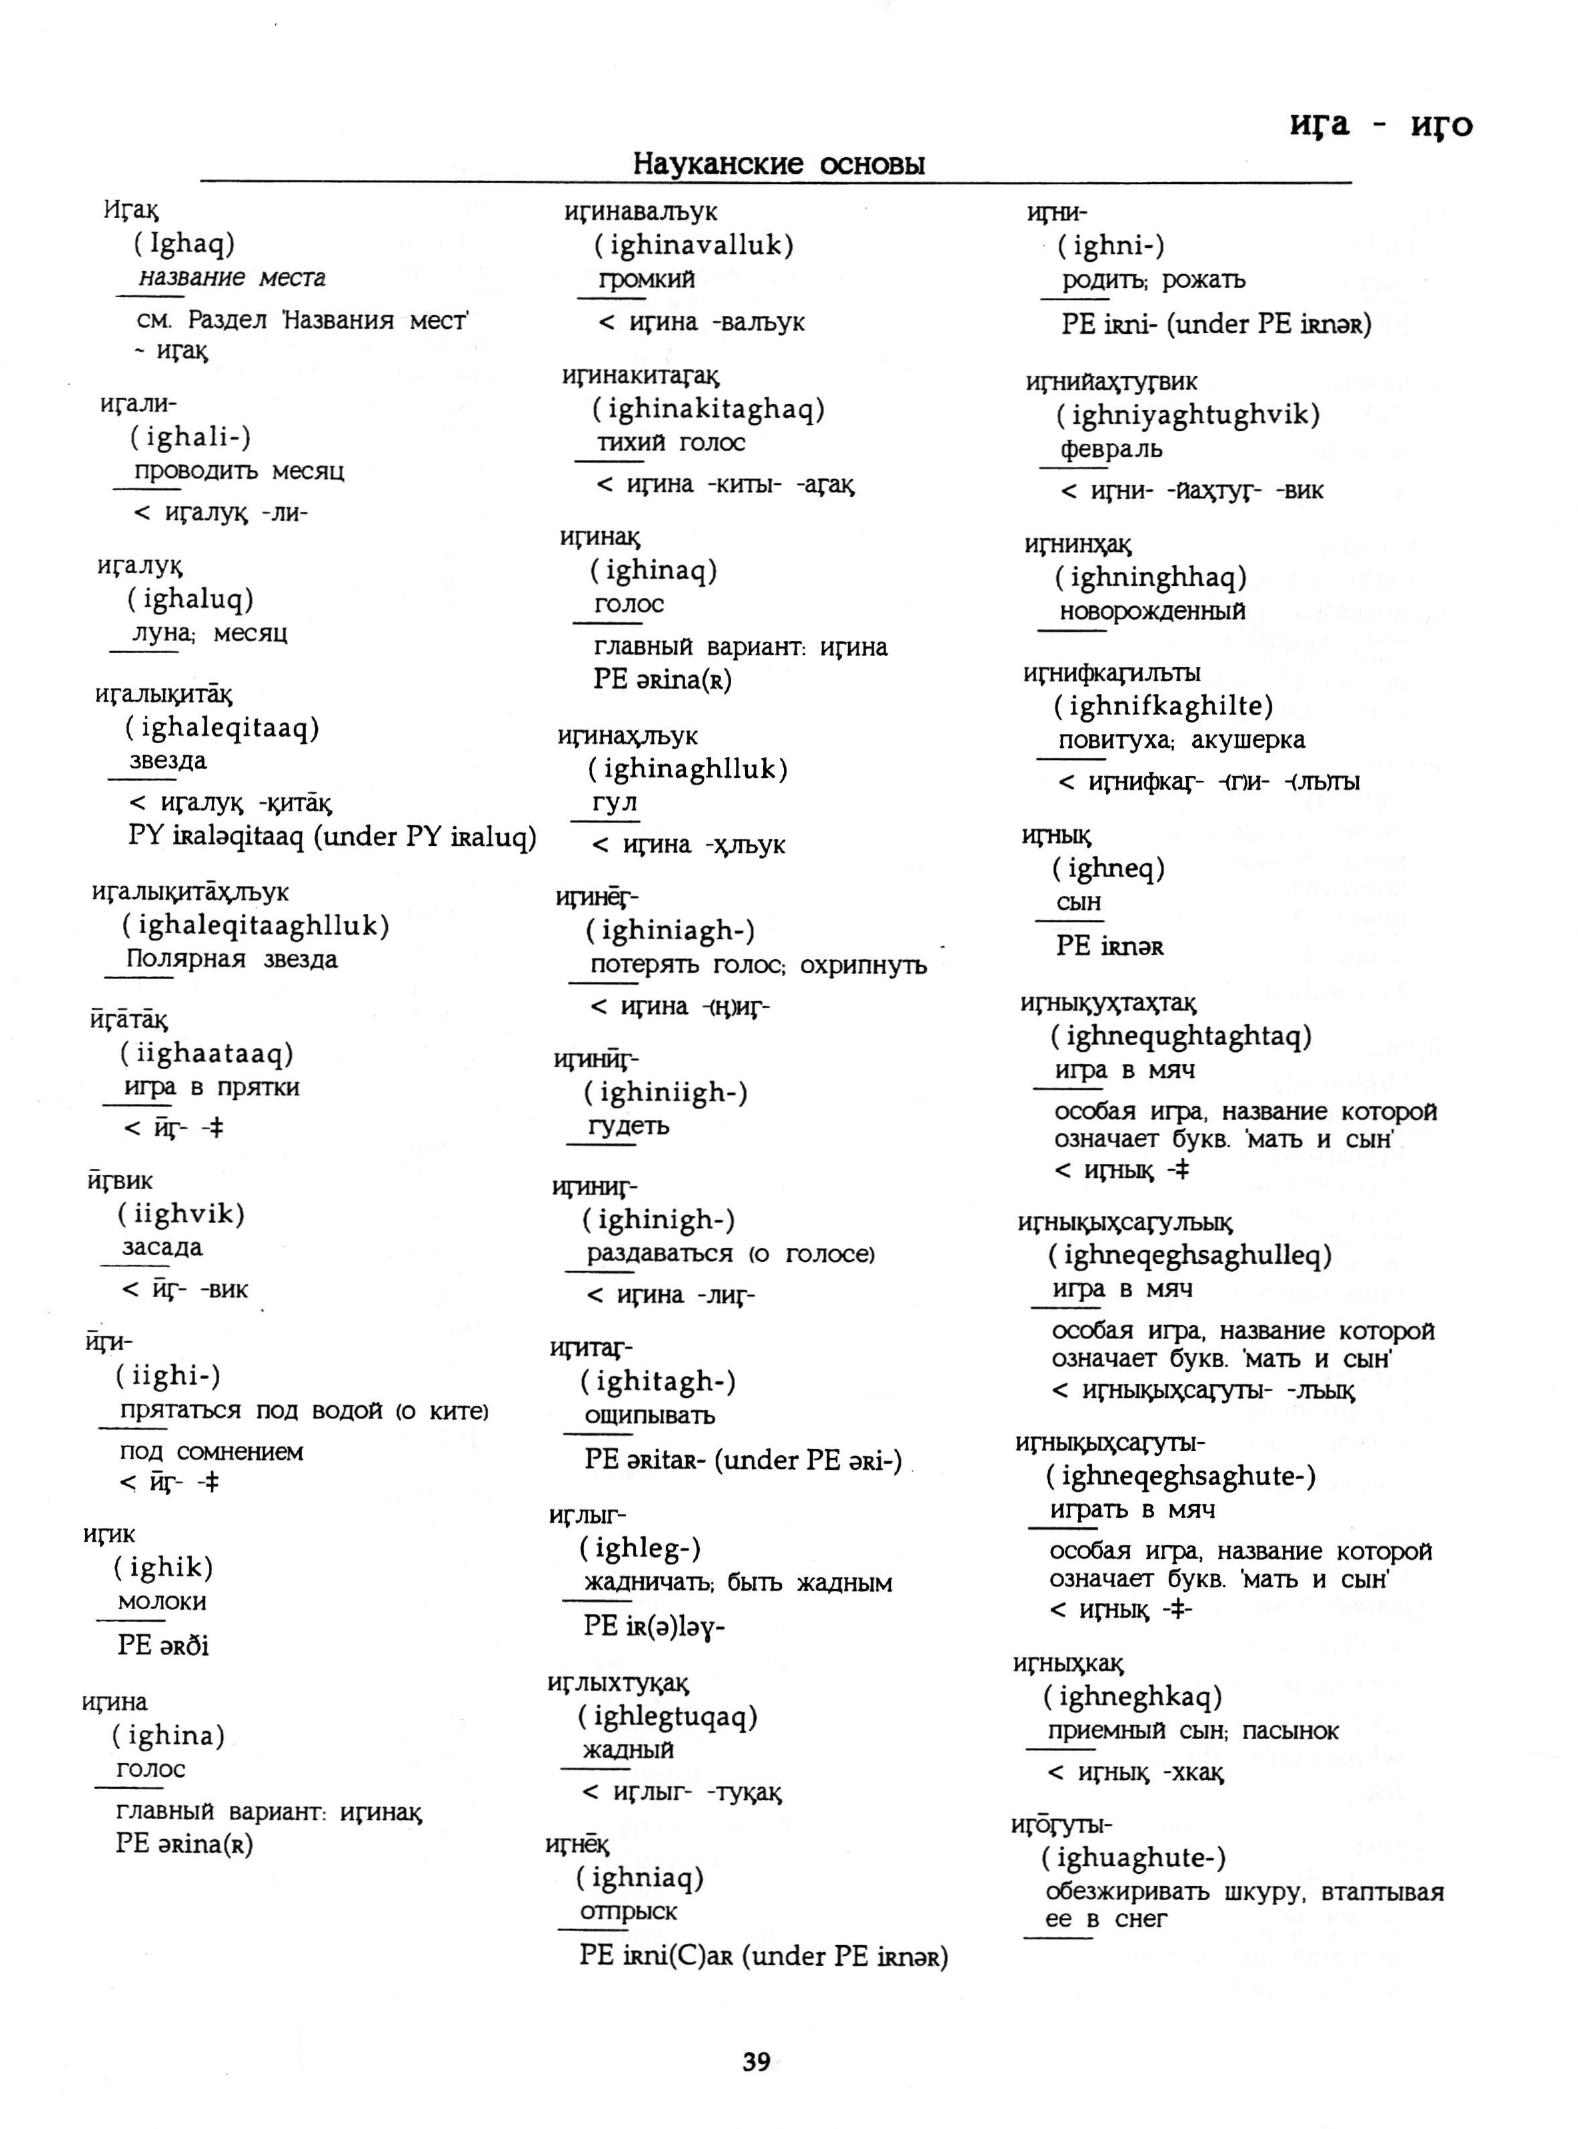 иӷа - иӷо
Науканские основы
Иӷақ
(Ighaq)
название места
см. Раздел 'Названия мест'
~ иӷақ
иӷали-
(ighali-)
проводить месяц
< иӷалуқ -ли-
иӷалуқ
(ighaluq)
луна; месяц
иӷалықитāқ
(ighaleqitaaq)
звезда
< иӷалуқ -қитāқ
PY iʀaləqitaaq (under PY iʀaluq)
иӷалықитāҳлъук
(ighaleqitaaghlluk)
Полярная звезда
ӣӷāтāқ
(iighaataaq)
игра в прятки
< ӣӷ- -‡
ӣӷвик
(iighvik)
засада
< ӣӷ- -вик
ӣӷи-
(iighi-)
прятаться под водой (о ките)
под сомнением
< ӣӷ- -‡
иӷик
(ighik)
молоки
PE əʀði
иӷина
(ighina)
голос
главный вариант: иӷинақ
PE əʀina(ʀ)
иӷинавалъук
(ighinavalluk)
громкий
< иӷина -валъук
иӷинакитаӷақ
(ighinakitaghaq)
тихий голос
< иӷина -киты- -аӷақ
иӷинақ
(ighinaq)
голос
главный вариант: иӷина
PE əʀina(ʀ)
иӷинаҳлъук
(ighinaghlluk)
гул
< иӷина -ҳлъук
иӷинēӷ-
(ighiniagh-)
потерять голос; охрипнуть
< иӷина -(ң)иӷ-
иӷинӣӷ-
(ighiniigh-)
гудеть
иӷиниӷ-
(ighinigh-)
раздаваться (о голосе)
< иӷина -лиӷ-
иӷитаӷ-
(ighitagh-)
ощипывать
PE əʀitaʀ- (under PE əʀi-)
иӷлыг-
(ighleg-)
жадничать; быть жадным
PE iʀ(ə)ləɣ-
иӷлыхтуқақ
(ighlegtuqaq)
жадный
< иӷлыг- -туқақ
иӷнēқ
(ighniaq)
отпрыск
PE iʀni(C)aʀ (under PE iʀnəʀ)
иӷни-
(ighni-)
родить; рожать
PE iʀni- (under PE iʀnəʀ)
иӷнийаҳтуӷвик
(ighniyaghtughvik)
февраль
< иӷни- -йаҳтуӷ- -вик
иӷнинҳақ
(ighninghhaq)
новорожденный
иӷнифкаӷильты
(ighnifkaghilte)
повитуха; акушерка
< иӷнифкаӷ- -(г)и- -(ль)ты
иӷнық
(ighneq)
сын
PE iʀnəʀ
иӷнықуҳтаҳтақ
(ighnequghtaghtaq)
игра в мяч
особая игра, название которой
означает букв. 'мать и сын'
< иӷнық -‡
иӷнықыҳсаӷулъық
(ighneqeghsaghulleq)
игра в мяч
особая игра, название которой
означает букв. 'мать и сын'
< иӷнықыҳсаӷуты- -лъық
иӷнықыҳсаӷуты-
(ighneqeghsaghute-)
играть в мяч
особая игра, название которой
означает букв. 'мать и сын'
< иӷнық -‡-
иӷныҳкақ
(ighneghkaq)
приемный сын; пасынок
< иӷнық -хкақ
иӷōӷуты-
(ighuaghute-)
обезжиривать шкуру, втаптывая
ее в снег
39